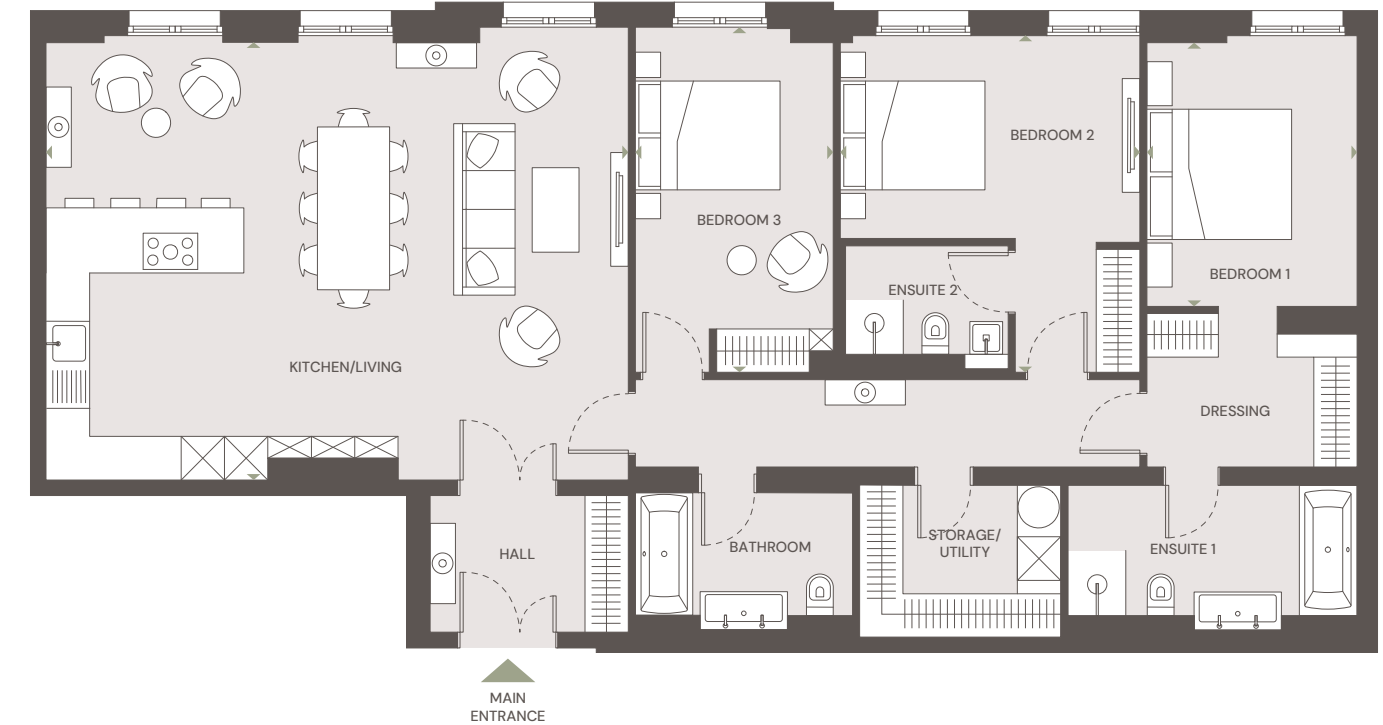 BEDROOM 2
BEDROOM 3
BEDROOM 1
ENSUITE 2
KITCHEN/LIVING
DRESSING
HALL
BATHROOM
STORAGE/
UTILITY
ENSUITE 1
MAIN
ENTRANCE